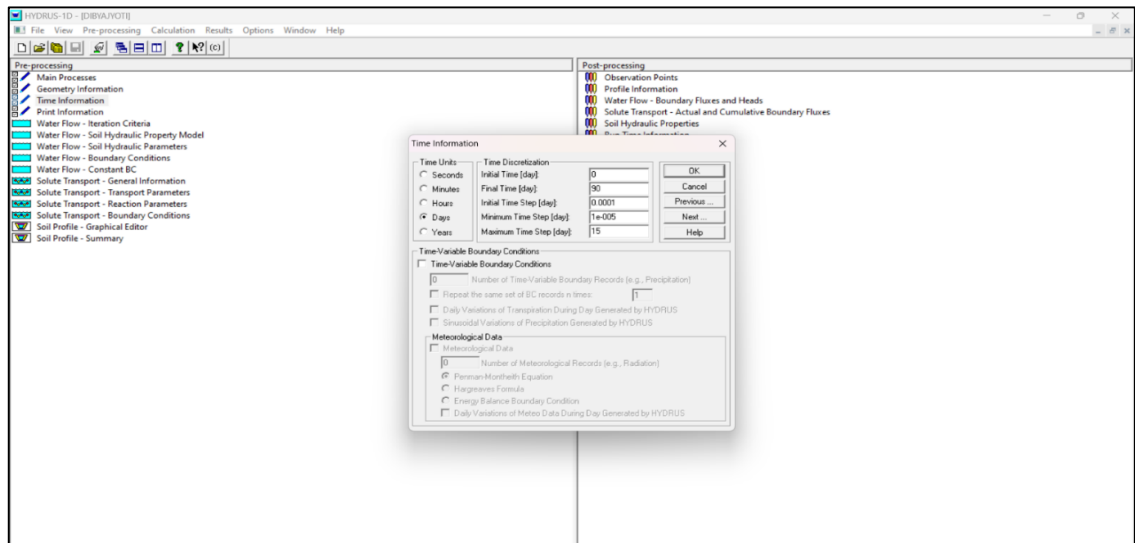 HYDRUS-1D - [DIBYAJYOTI]
File View Pre-processing Calculation Results Options Window Help
(c)
Pre-processing
Main Processes
Geometry Information
Time Information
Print Information
Water Flow - Iteration Criteria
Water Flow - Soil Hydraulic Property Model
Water Flow - Soil Hydraulic Parameters
Water Flow - Boundary Conditions
Water Flow - Constant BC
Solute Transport - General Information
Solute Transport - Transport Parameters
Solute Transport - Reaction Parameters
Solute Transport - Boundary Conditions
Soil Profile - Graphical Editor
Soil Profile - Summary
Post-processing
Observation Points
Profile Information
Water Flow - Boundary Fluxes and Heads
Solute Transport - Actual and Cumulative Boundary Fluxes
Soil Hydraulic Properties
Run Time Information
Time Information
Time Units
Seconds
Minutes
Hours
Days
Years
Time Discretization
Initial Time [day]: 0
Final Time [day]: 90
Initial Time Step [day]: 0.0001
Minimum Time Step [day]: 1e-005
Maximum Time Step [day]: 15
OK
Cancel
Previous ...
Next ...
Help
Time-Variable Boundary Conditions
Time-Variable Boundary Conditions
0 Number of Time-Variable Boundary Records (e.g., Precipitation)
Repeat the same set of BC records n times: 1
Daily Variations of Transpiration During Day Generated by HYDRUS
Sinusoidal Variations of Precipitation Generated by HYDRUS
Meteorological Data
Meteorological Data
0 Number of Meteorological Records (e.g., Radiation)
Penman-Montheith Equation
Hargreaves Formula
Energy Balance Boundary Condition
Daily Variations of Meteo Data During Day Generated by HYDRUS